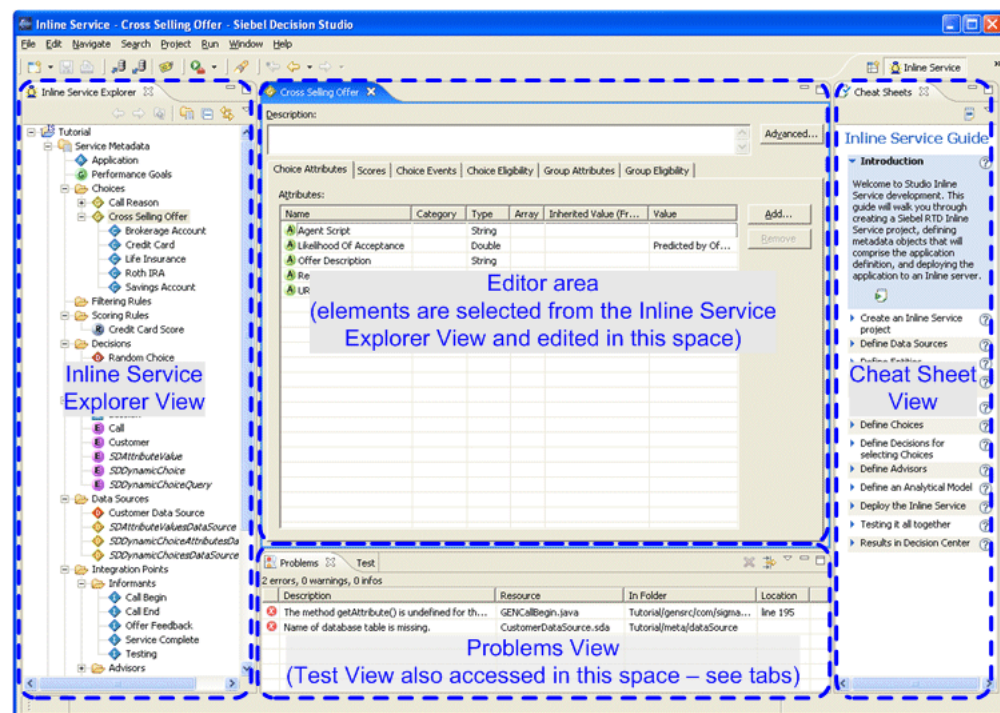 Inline Service - Cross Selling Offer - Siebel Decision Studio
File Edit Navigate Search Project Run Window Help
Inline Service
Inline Service Explorer
Tutorial
Service Metadata
Application
Performance Goals
Choices
Call Reason
Cross Selling Offer
Brokerage Account
Credit Card
Life Insurance
Roth IRA
Savings Account
Filtering Rules
Scoring Rules
Credit Card Score
Decisions
Random Choice
Inline Service
Explorer View
Call
Customer
SDAttributeValue
SDDynamicChoice
SDDynamicChoiceQuery
Data Sources
Customer Data Source
SDAttributeValuesDataSource
SDDynamicChoiceAttributesDa
SDDynamicChoicesDataSource
Integration Points
Informants
Call Begin
Call End
Offer Feedback
Service Complete
Testing
Advisors
Cross Selling Offer
Description:
Advanced...
Choice Attributes Scores Choice Events Choice Eligibility Group Attributes Group Eligibility
Attributes:
Name Category Type Array Inherited Value (Fr... Value
Add...
Remove
Agent Script String
Likelihood Of Acceptance Double Predicted by Of...
Offer Description String
Re
UR
Editor area
(elements are selected from the Inline Service
Explorer View and edited in this space)
Problems Test
2 errors, 0 warnings, 0 infos
Description Resource In Folder Location
The method getAttribute() is undefined for th... GENCallBegin.java Tutorial/gensrc/com/sigma... line 195
Name of database table is missing. CustomerDataSource.sda Tutorial/meta/dataSource
Problems View
(Test View also accessed in this space – see tabs)
Cheat Sheets
Inline Service Guide
Introduction
Welcome to Studio Inline
Service development. This
guide will walk you through
creating a Siebel RTD Inline
Service project, defining
metadata objects that will
comprise the application
definition, and deploying the
application to an Inline server.
Create an Inline Service
project
Define Data Sources
Define Entities
Cheat Sheet
View
Define Choices
Define Decisions for
selecting Choices
Define Advisors
Define an Analytical Model
Deploy the Inline Service
Testing it all together
Results in Decision Center